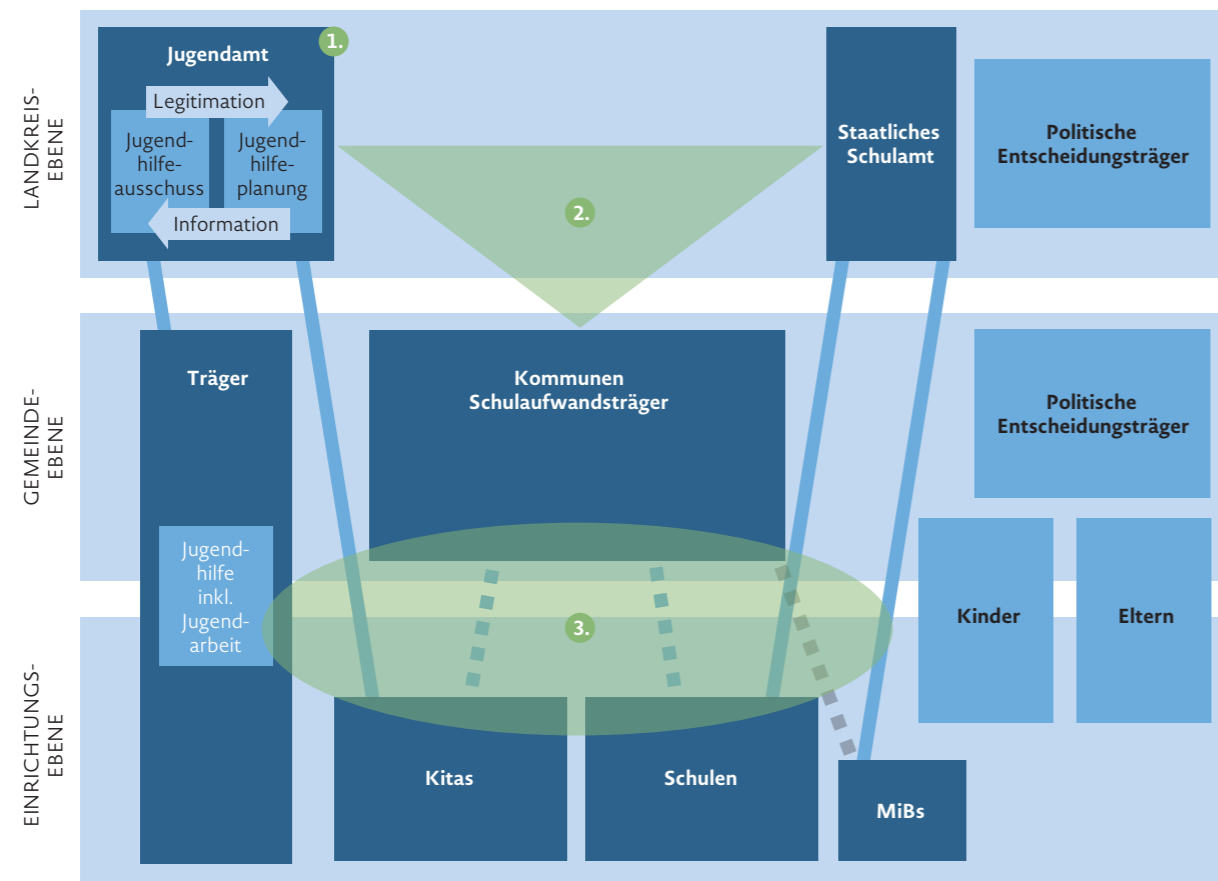 LANDKREIS-
EBENE
Jugendamt
1.
Legitimation
Jugend-
hilfe-
ausschuss
Jugend-
hilfe-
planung
Information
2.
Staatliches
Schulamt
Politische
Entscheidungsträger
GEMEINDE-
EBENE
Träger
Jugend-
hilfe
inkl.
Jugend-
arbeit
Kommunen
Schulaufwandsträger
Politische
Entscheidungsträger
EINRICHTUNGS-
EBENE
3.
Kinder
Eltern
Kitas
Schulen
MiBs